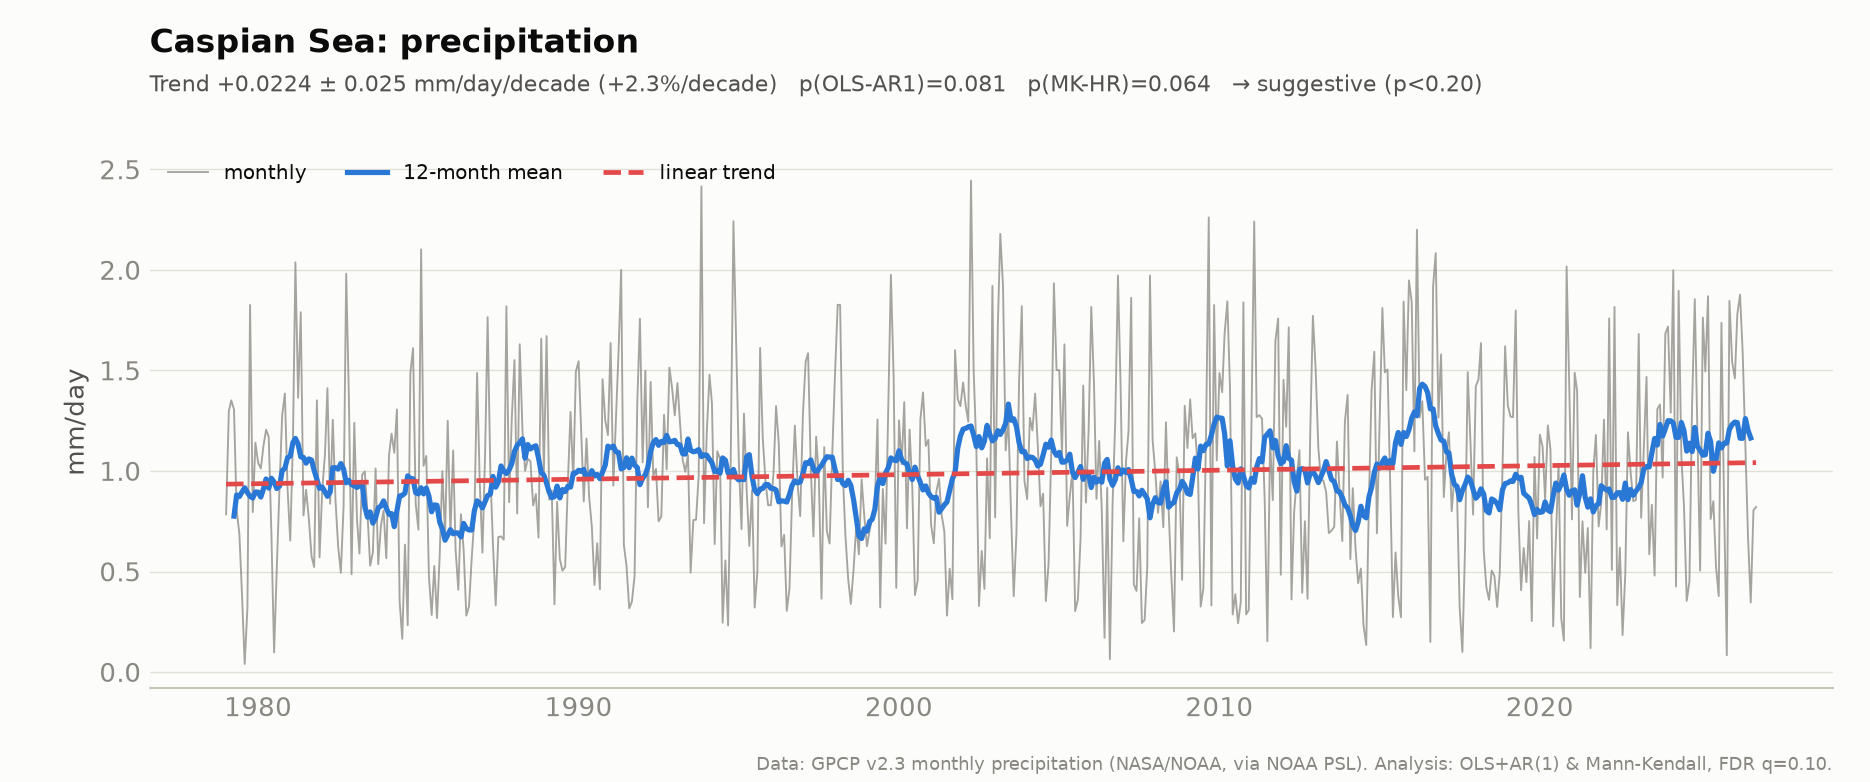 Caspian Sea: precipitation
Trend +0.0224 ± 0.025 mm/day/decade (+2.3%/decade)   p(OLS-AR1)=0.081   p(MK-HR)=0.064   → suggestive (p<0.20)
monthly
12-month mean
linear trend
2.5
2.0
1.5
1.0
0.5
0.0
mm/day
1980
1990
2000
2010
2020
Data: GPCP v2.3 monthly precipitation (NASA/NOAA, via NOAA PSL). Analysis: OLS+AR(1) & Mann-Kendall, FDR q=0.10.